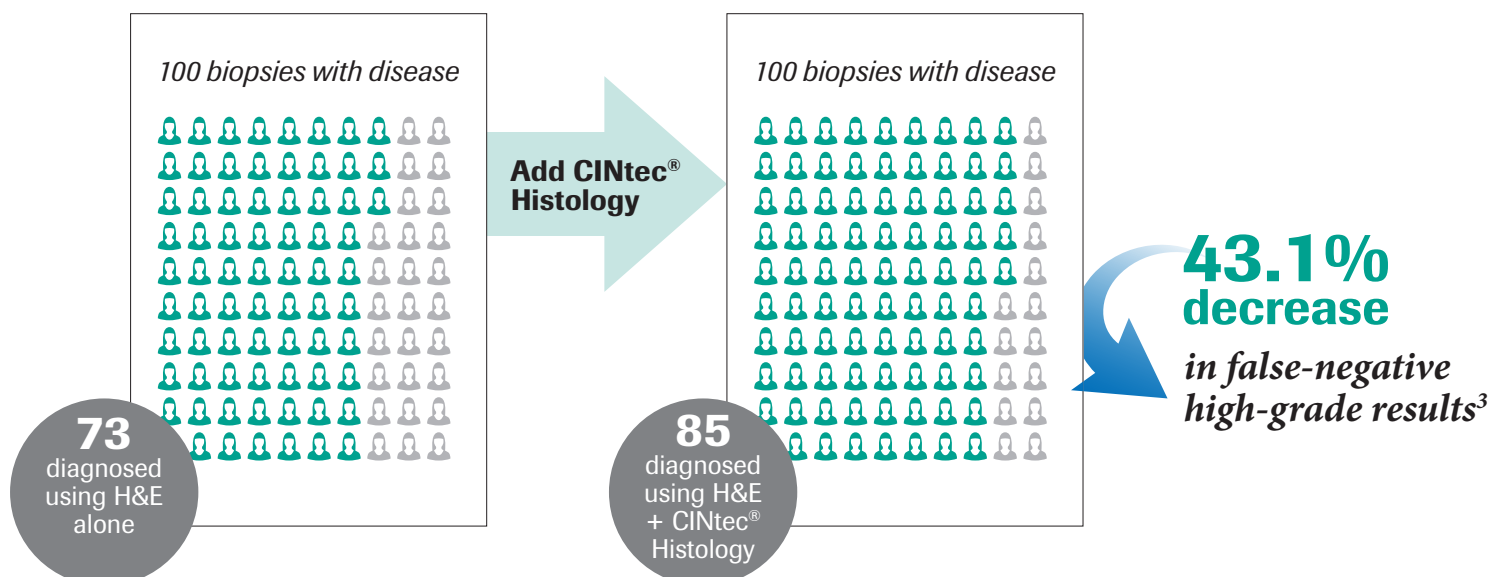 100 biopsies with disease
73
diagnosed
using H&E
alone
Add CINtec®
Histology
100 biopsies with disease
85
diagnosed
using H&E
+ CINtec®
Histology
43.1%
decrease
in false-negative
high-grade results³